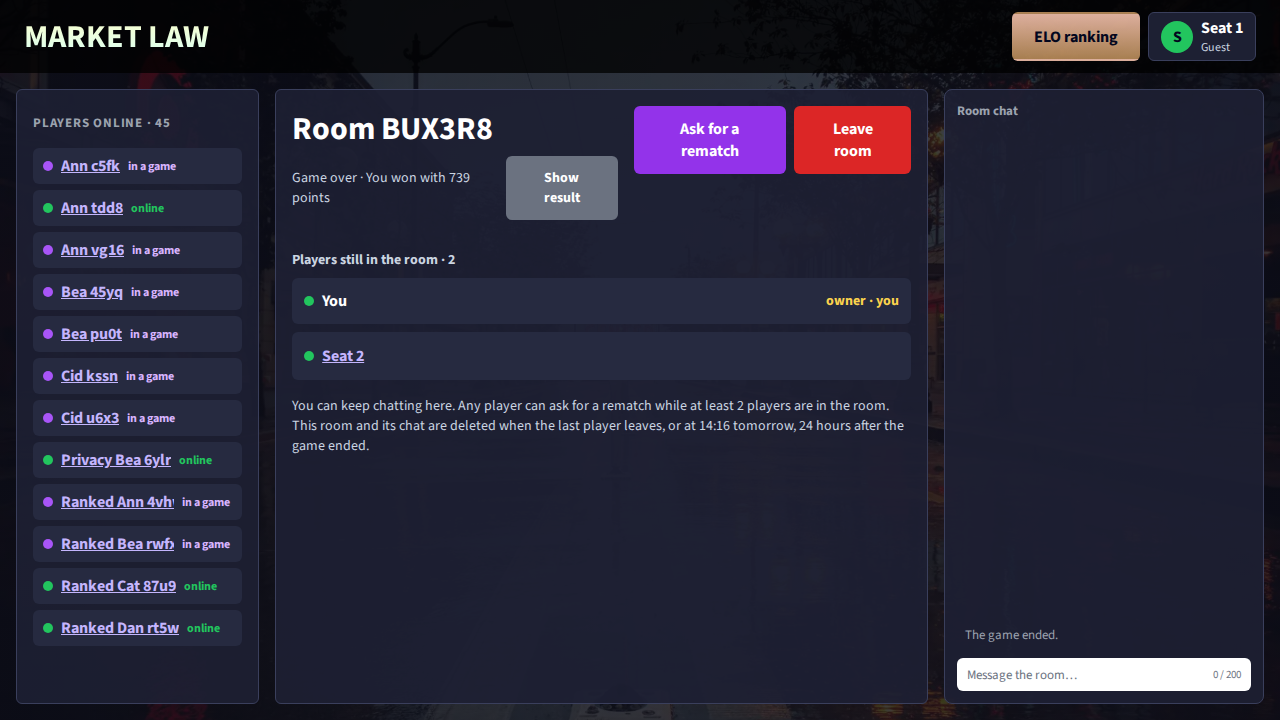 MARKET LAW
ELO ranking
S
Seat 1
Guest
PLAYERS ONLINE · 45
Ann c5fk in a game
Ann tdd8 online
Ann vg16 in a game
Bea 45yq in a game
Bea pu0t in a game
Cid kssn in a game
Cid u6x3 in a game
Privacy Bea 6ylr online
Ranked Ann in a game
Ranked Bea in a game
Ranked Cat 87u9 online
Ranked Dan rt5w online
Room BUX3R8
Game over · You won with 739
points
Show
result
Ask for a
rematch
Leave
room
Players still in the room · 2
You
owner · you
Seat 2
You can keep chatting here. Any player can ask for a rematch while at least 2 players are in the room.
This room and its chat are deleted when the last player leaves, or at 14:16 tomorrow, 24 hours after the
game ended.
Room chat
The game ended.
Message the room…
0 / 200